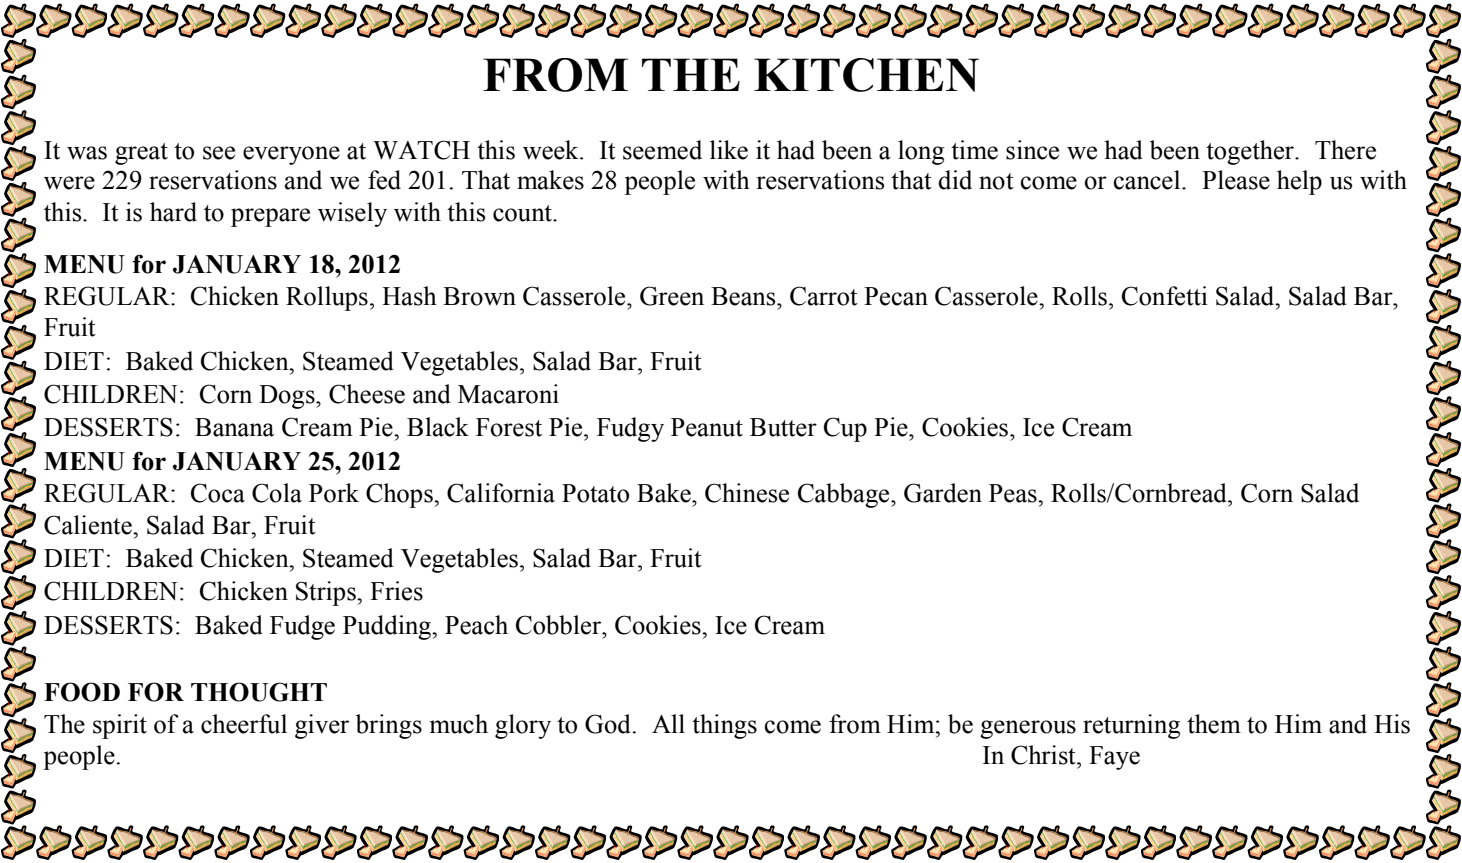 FROM THE KITCHEN
It was great to see everyone at WATCH this week.  It seemed like it had been a long time since we had been together.  There
were 229 reservations and we fed 201. That makes 28 people with reservations that did not come or cancel.  Please help us with
this.  It is hard to prepare wisely with this count.
MENU for JANUARY 18, 2012
REGULAR:  Chicken Rollups, Hash Brown Casserole, Green Beans, Carrot Pecan Casserole, Rolls, Confetti Salad, Salad Bar,
Fruit
DIET:  Baked Chicken, Steamed Vegetables, Salad Bar, Fruit
CHILDREN:  Corn Dogs, Cheese and Macaroni
DESSERTS:  Banana Cream Pie, Black Forest Pie, Fudgy Peanut Butter Cup Pie, Cookies, Ice Cream
MENU for JANUARY 25, 2012
REGULAR:  Coca Cola Pork Chops, California Potato Bake, Chinese Cabbage, Garden Peas, Rolls/Cornbread, Corn Salad
Caliente, Salad Bar, Fruit
DIET:  Baked Chicken, Steamed Vegetables, Salad Bar, Fruit
CHILDREN:  Chicken Strips, Fries
DESSERTS:  Baked Fudge Pudding, Peach Cobbler, Cookies, Ice Cream
FOOD FOR THOUGHT
The spirit of a cheerful giver brings much glory to God.  All things come from Him; be generous returning them to Him and His
people. In Christ, Faye